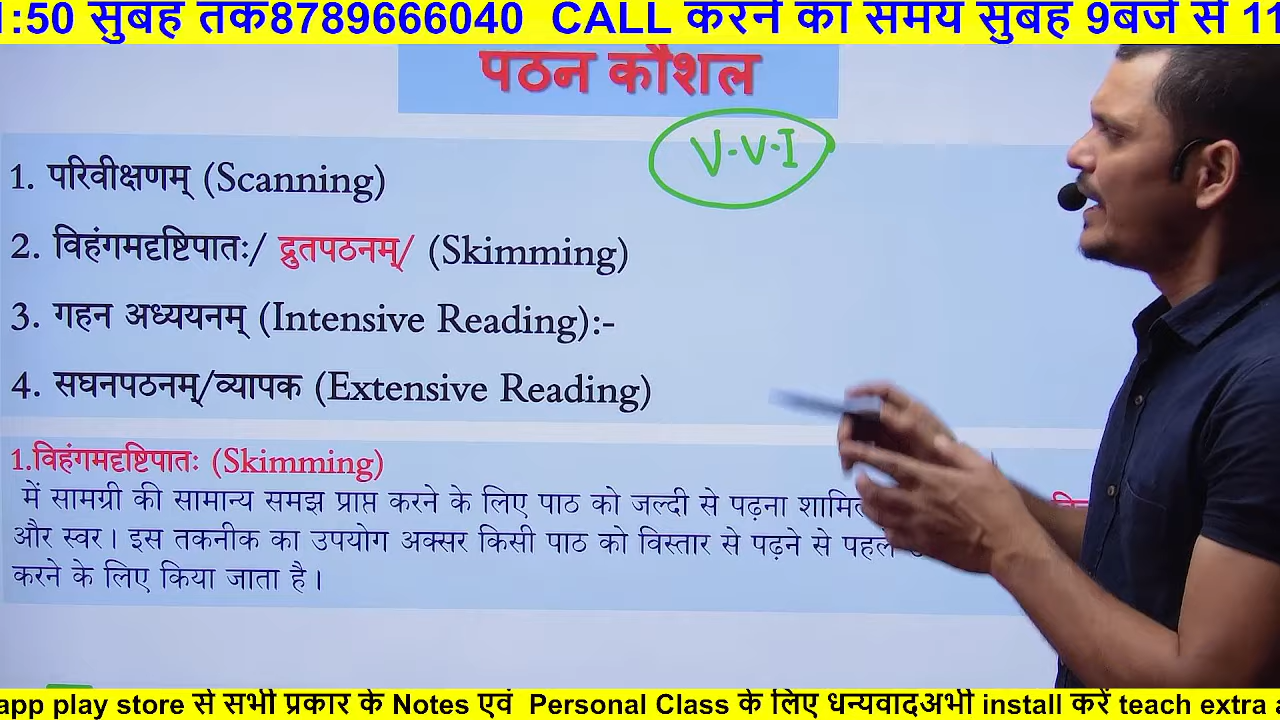 1:50 सुबह तक8789666040 CALL करने का समय सुबह 9बजे से 11
पठन कौशल
V.V.I
1. परिवीक्षणम् (Scanning)
2. विहंगमदृष्टिपातः/ द्रुतपठनम्/ (Skimming)
3. गहन अध्ययनम् (Intensive Reading):-
4. सघनपठनम्/व्यापक (Extensive Reading)
1.विहंगमदृष्टिपातः (Skimming)
में सामग्री की सामान्य समझ प्राप्त करने के लिए पाठ को जल्दी से पढ़ना
और स्वर। इस तकनीक का उपयोग अक्सर किसी पाठ को विस्तार से पढ़ने से पहले
करने के लिए किया जाता है।
app play store से सभी प्रकार के Notes एवं Personal Class के लिए धन्यवादअभी install करें teach extra